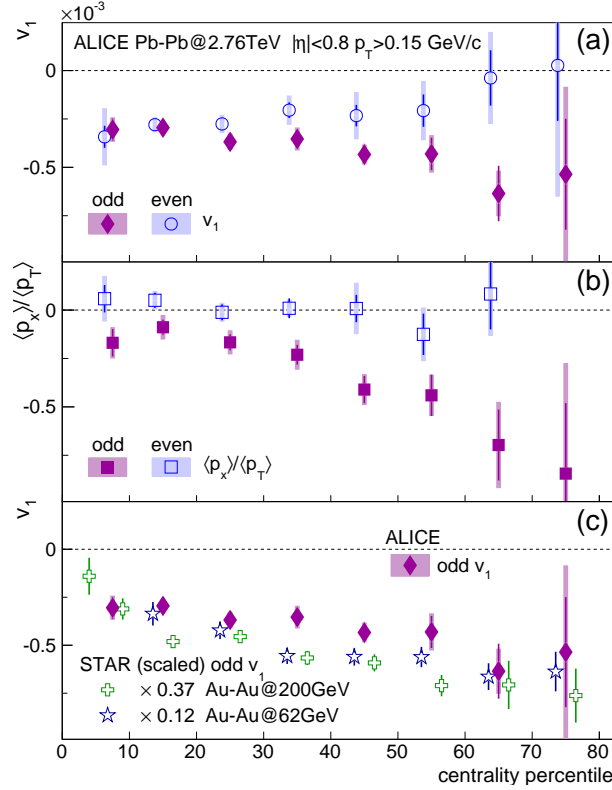 ×10⁻³
v₁
ALICE Pb-Pb@2.76TeV |η|<0.8 p_T>0.15 GeV/c
(a)
0
-0.5
odd even
v₁
⟨p_x⟩/⟨p_T⟩
(b)
0
-0.5
odd even
⟨p_x⟩/⟨p_T⟩
v₁
(c)
ALICE
odd v₁
0
-0.5
STAR (scaled) odd v₁
× 0.37 Au-Au@200GeV
× 0.12 Au-Au@62GeV
0 10 20 30 40 50 60 70 80
centrality percentile